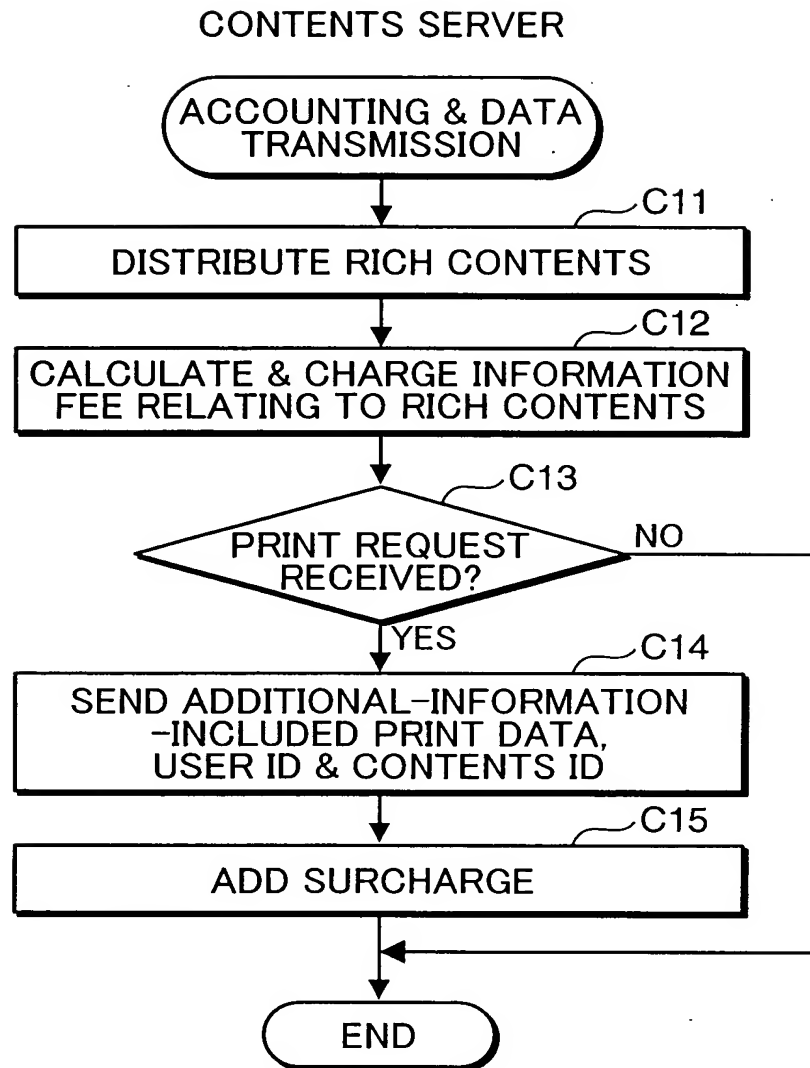 CONTENTS SERVER
ACCOUNTING & DATA
TRANSMISSION
C11
DISTRIBUTE RICH CONTENTS
C12
CALCULATE & CHARGE INFORMATION
FEE RELATING TO RICH CONTENTS
C13
PRINT REQUEST
RECEIVED?
NO
YES
C14
SEND ADDITIONAL-INFORMATION
-INCLUDED PRINT DATA,
USER ID & CONTENTS ID
C15
ADD SURCHARGE
END